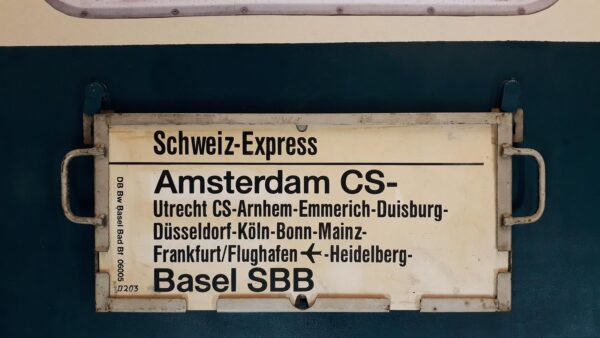 Schweiz-Express
Amsterdam CS-
Utrecht CS-Arnhem-Emmerich-Duisburg-
Düsseldorf-Köln-Bonn-Mainz-
Frankfurt/Flughafen ✈-Heidelberg-
Basel SBB
DB Bw Basel Bad Bf 06005
D203